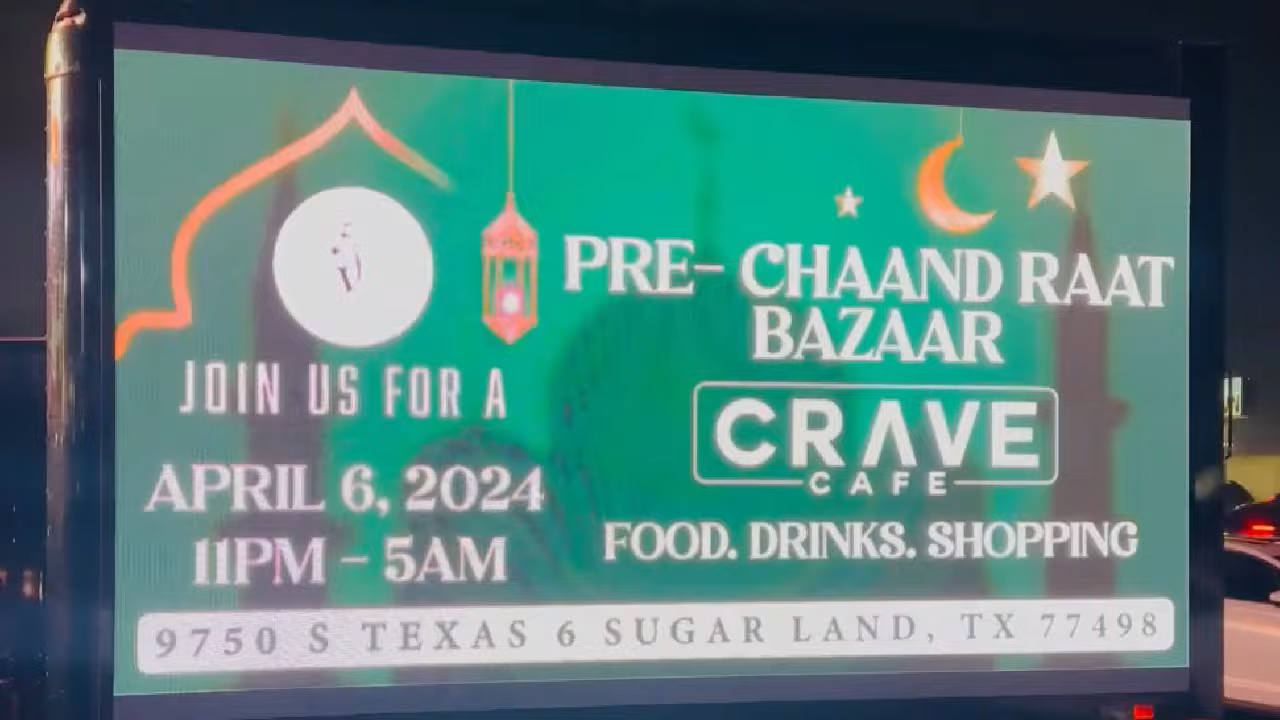 JOIN US FOR A
APRIL 6, 2024
11PM – 5AM
PRE- CHAAND RAAT
BAZAAR
CRAVE
CAFE
FOOD. DRINKS. SHOPPING
9750 S TEXAS 6 SUGAR LAND, TX 77498